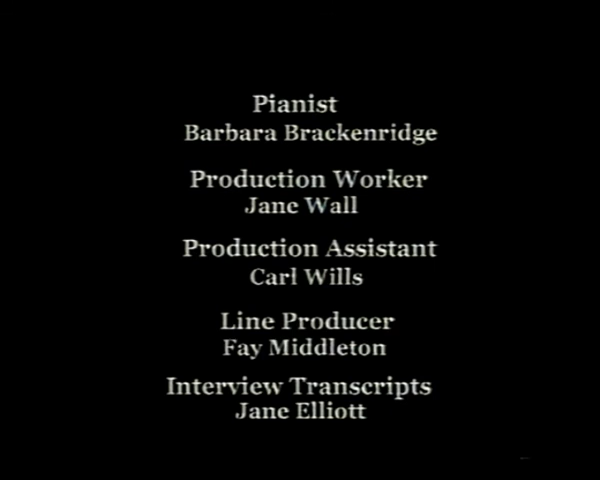 Pianist
Barbara Brackenridge
Production Worker
Jane Wall
Production Assistant
Carl Wills
Line Producer
Fay Middleton
Interview Transcripts
Jane Elliott